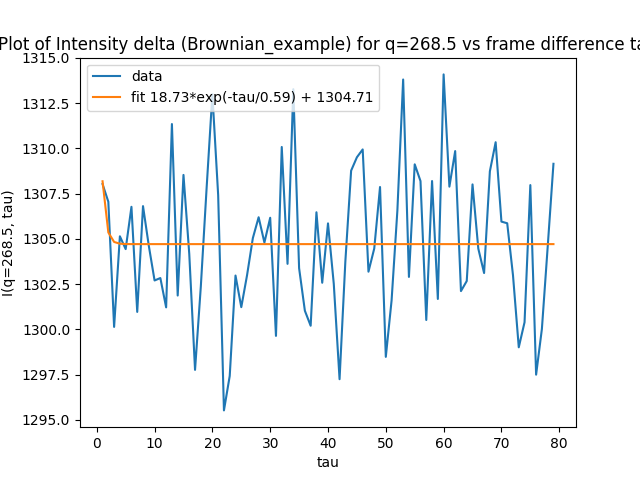 Plot of Intensity delta (Brownian_example) for q=268.5 vs frame difference ta
1315.0
1312.5
1310.0
1307.5
1305.0
1302.5
1300.0
1297.5
1295.0
I(q=268.5, tau)
data
fit 18.73*exp(-tau/0.59) + 1304.71
0 10 20 30 40 50 60 70 80
tau